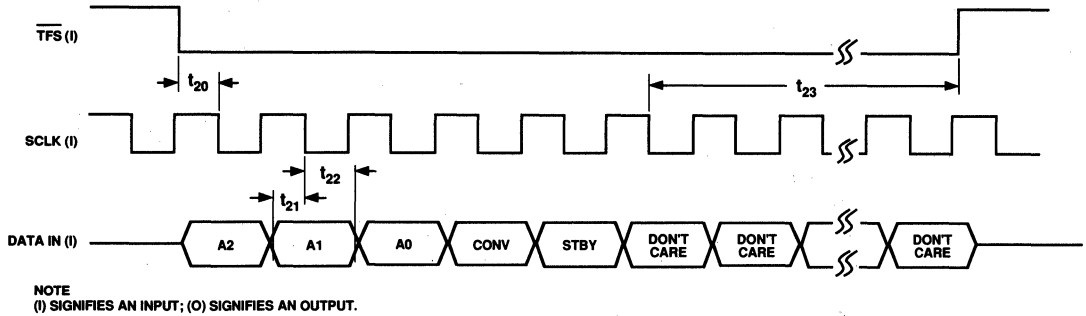 TFS (I)
t20
t23
SCLK (I)
t22
t21
DATA IN (I)
A2
A1
A0
CONV
STBY
DON'T
CARE
DON'T
CARE
DON'T
CARE
NOTE
(I) SIGNIFIES AN INPUT; (O) SIGNIFIES AN OUTPUT.